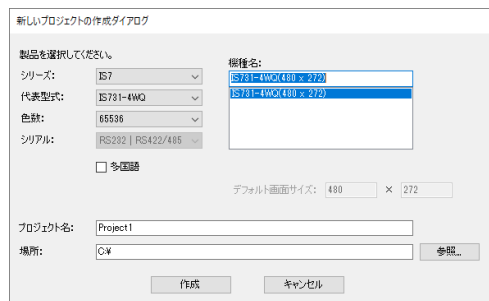 新しいプロジェクトの作成ダイアログ
製品を選択してください。
シリーズ: IS7
代表型式: IS731-4WQ
色数: 65536
シリアル: RS232 | RS422/485
多国語
機種名:
IS731-4WQ(480 x 272)
IS731-4WQ(480 x 272)
デフォルト画面サイズ: 480 × 272
プロジェクト名: Project1
場所: C:¥ 参照...
作成 キャンセル